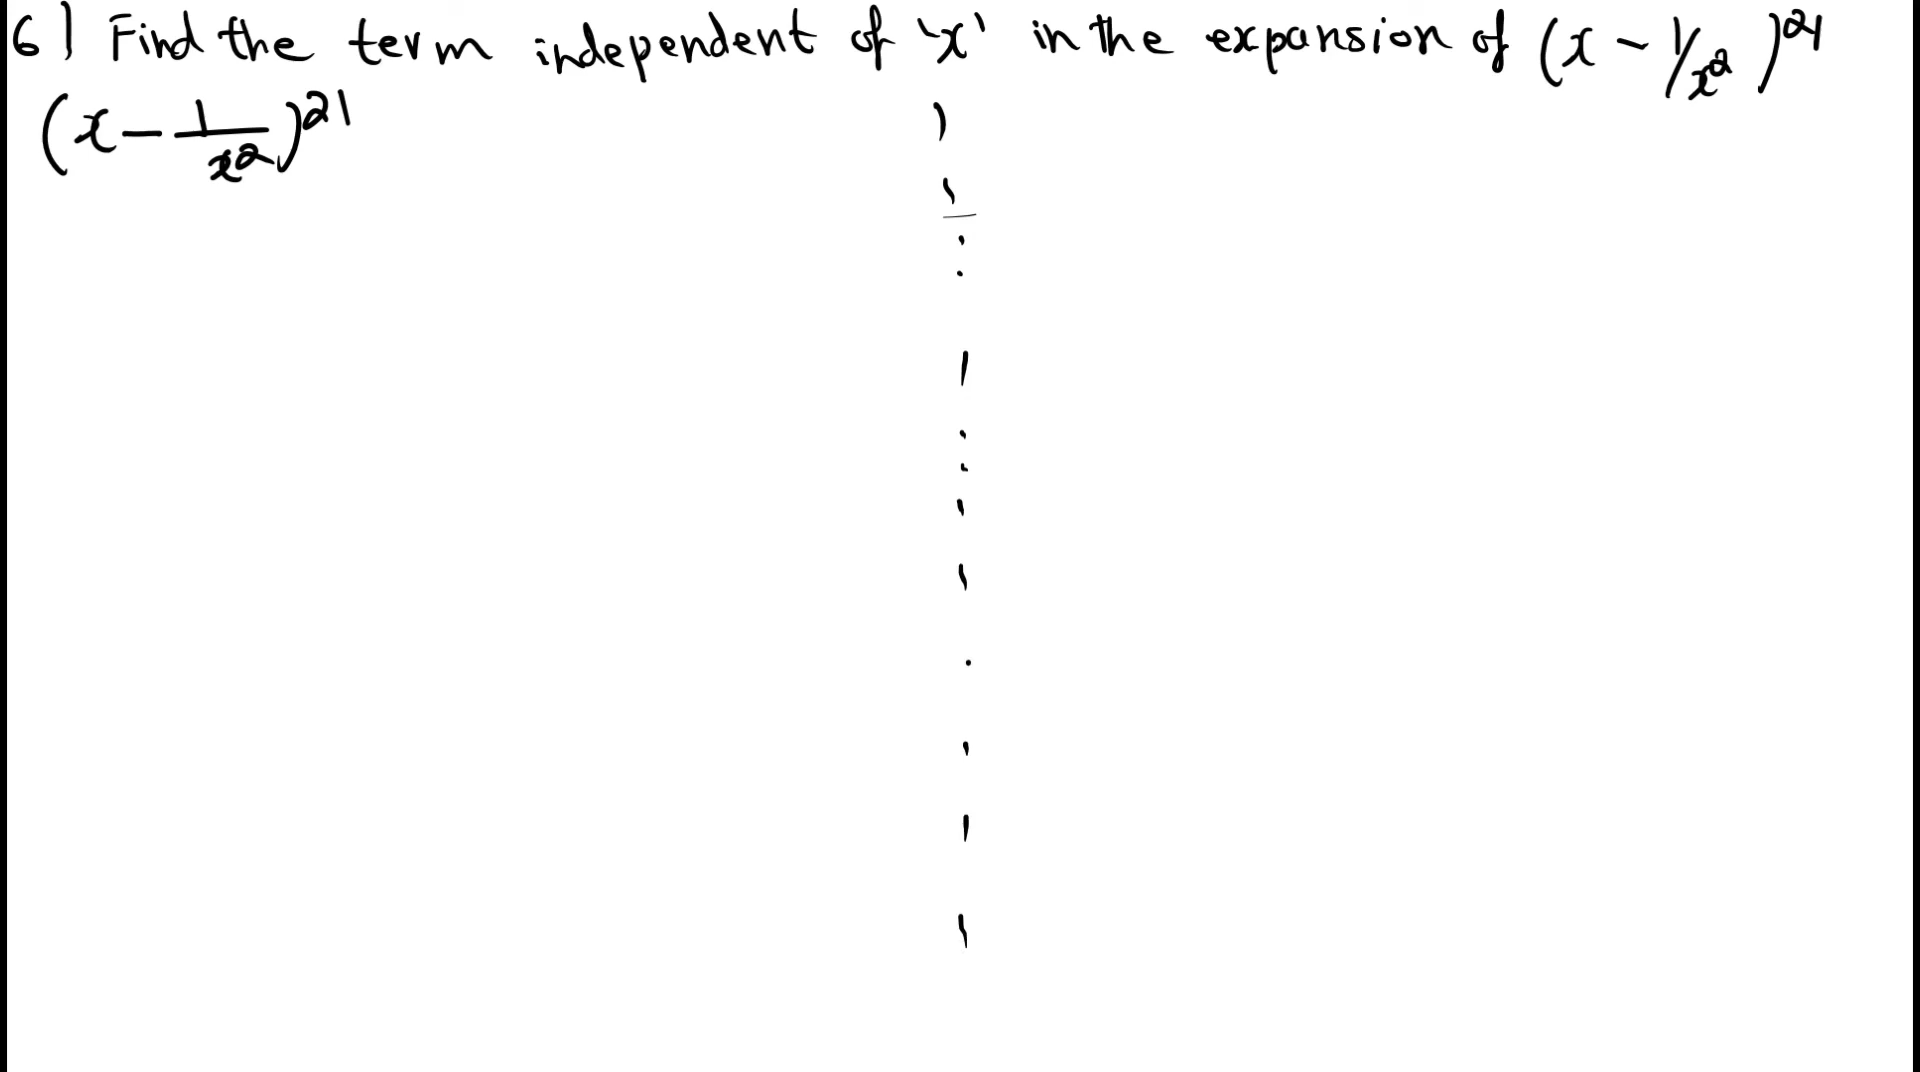 6) Find the term independent of 'x' in the expansion of (x - 1/x²)²¹
(x - 1/x²)²¹